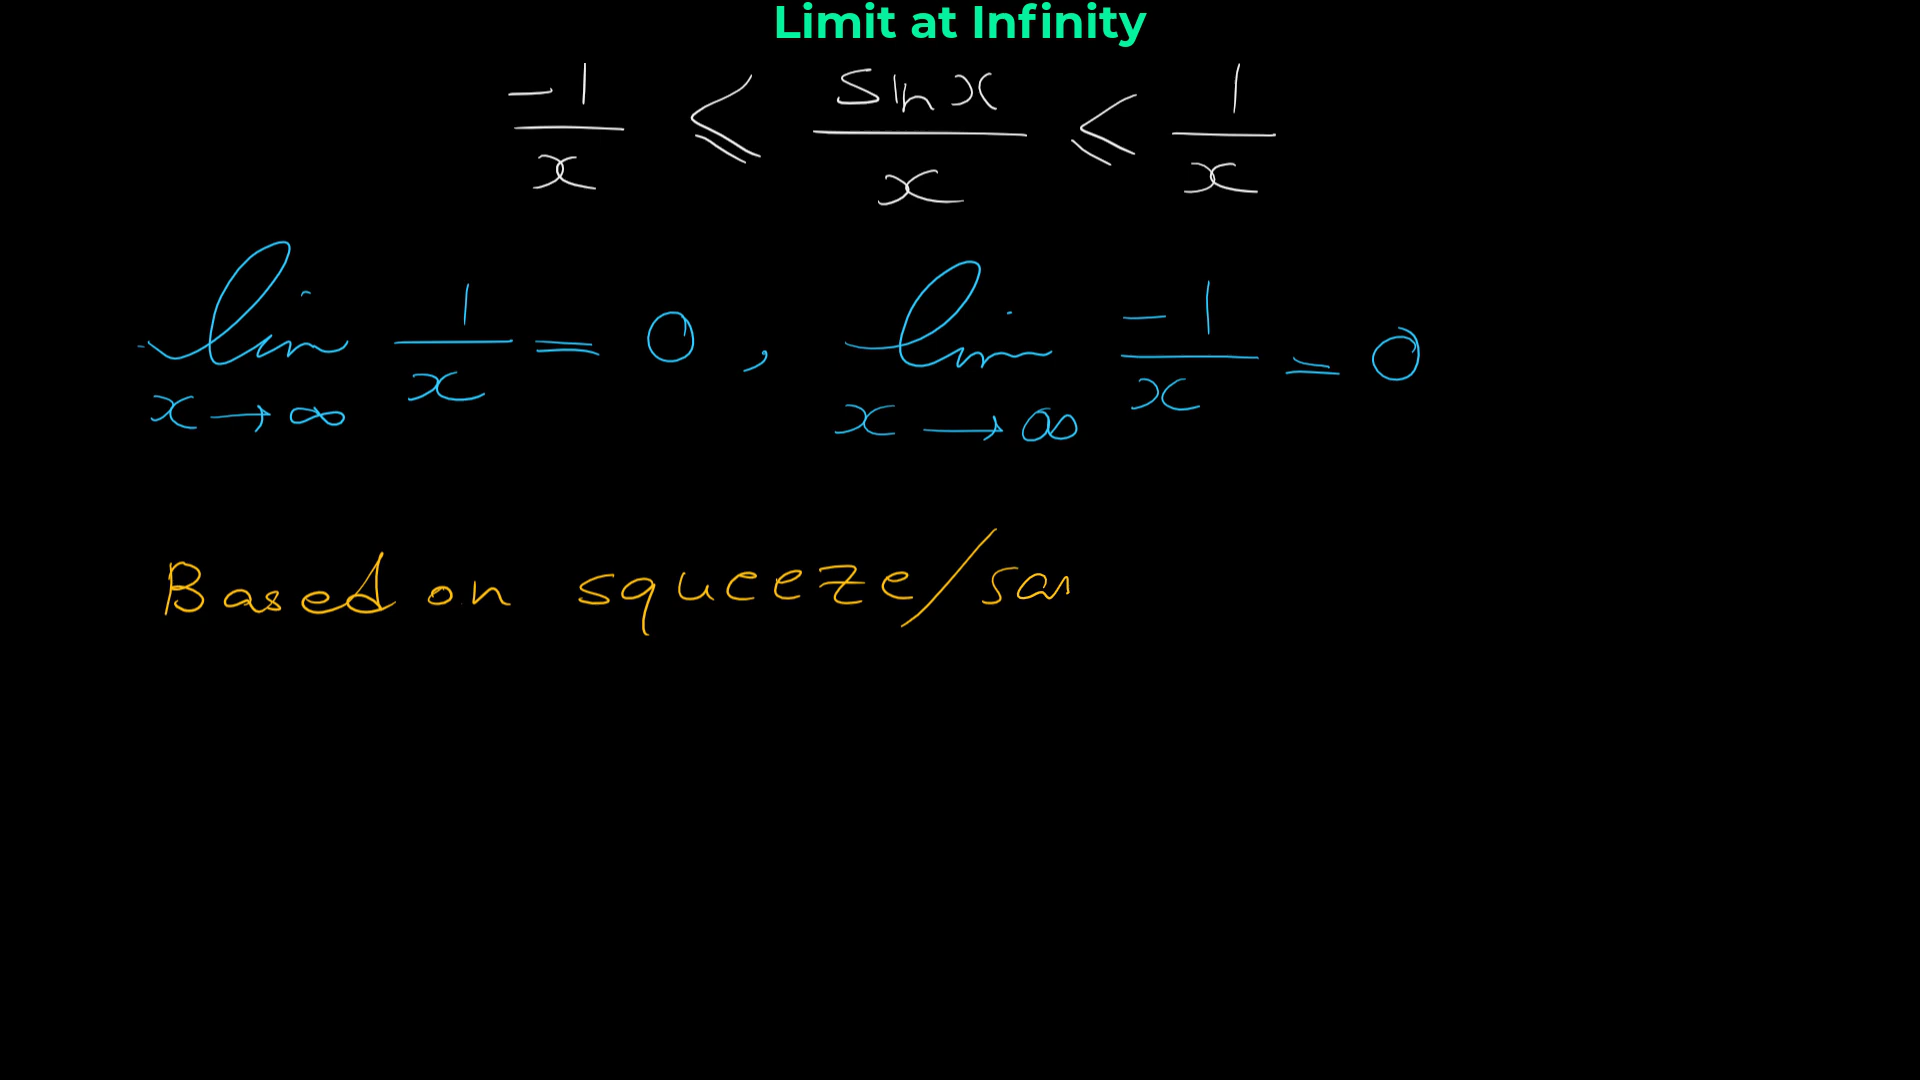 Limit at Infinity
-1/x ≤ sin x/x ≤ 1/x
lim x→∞ 1/x = 0 , lim x→∞ -1/x = 0
Based on squeeze/san